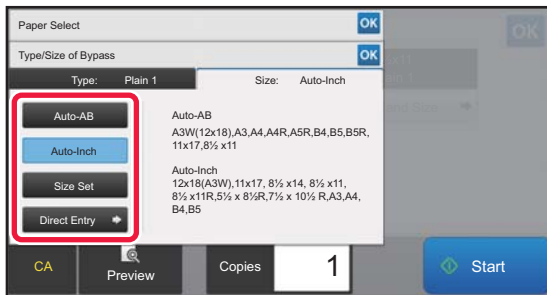 Paper Select OK
Type/Size of Bypass OK
Type: Plain 1 Size: Auto-Inch
Auto-AB
Auto-Inch
Size Set
Direct Entry
Auto-AB
A3W(12x18),A3,A4,A4R,A5R,B4,B5,B5R,
11x17,8½ x11
Auto-Inch
12x18(A3W),11x17, 8½ x14, 8½ x11,
8½ x11R,5½ x 8½R,7½ x 10½ R,A3,A4,
B4,B5
OK
CA Preview Copies 1 Start